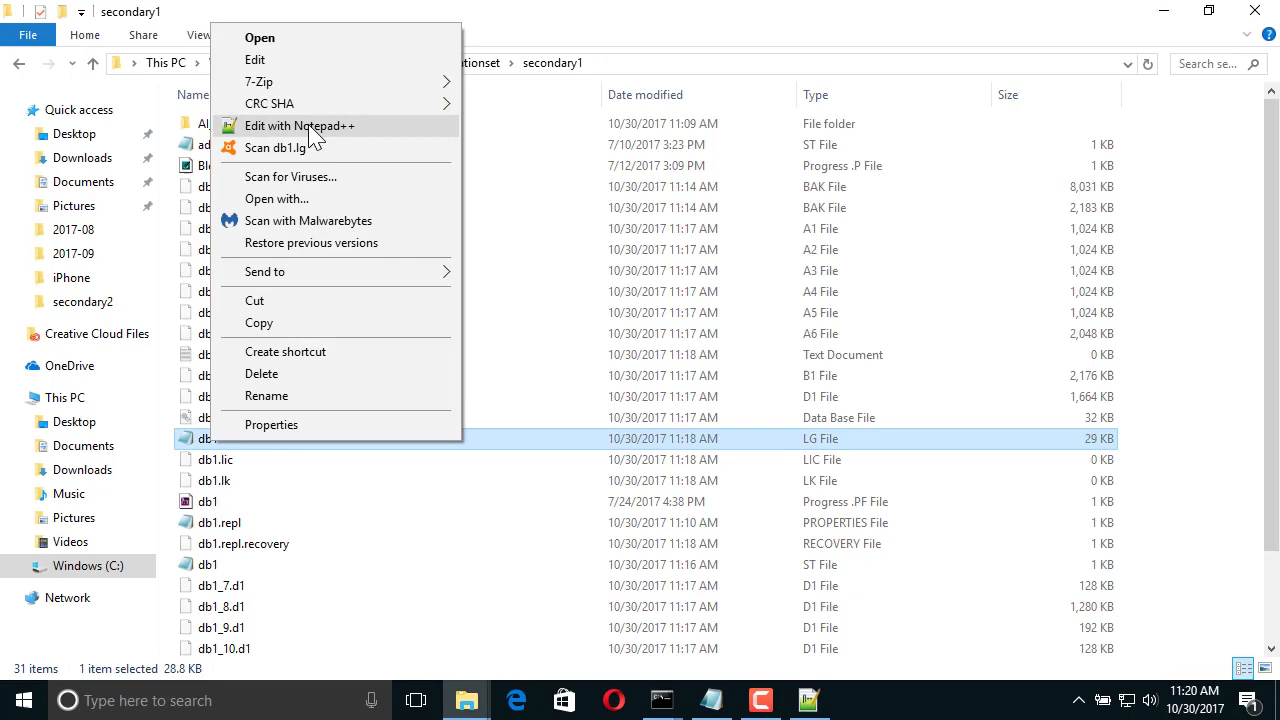 secondary1
File
Home
Share
View
This PC
secondary1
Search se...
Quick access
Desktop
Downloads
Documents
Pictures
2017-08
2017-09
iPhone
secondary2
Creative Cloud Files
OneDrive
This PC
Desktop
Documents
Downloads
Music
Pictures
Videos
Windows (C:)
Network
Open
Edit
7-Zip
CRC SHA
Edit with Notepad++
Scan db1.lg
Scan for Viruses...
Open with...
Scan with Malwarebytes
Restore previous versions
Send to
Cut
Copy
Create shortcut
Delete
Rename
Properties
Name Date modified Type Size
10/30/2017 11:09 AM File folder
7/10/2017 3:23 PM ST File 1 KB
7/12/2017 3:09 PM Progress .P File 1 KB
10/30/2017 11:14 AM BAK File 8,031 KB
10/30/2017 11:14 AM BAK File 2,183 KB
10/30/2017 11:17 AM A1 File 1,024 KB
10/30/2017 11:17 AM A2 File 1,024 KB
10/30/2017 11:17 AM A3 File 1,024 KB
10/30/2017 11:17 AM A4 File 1,024 KB
10/30/2017 11:17 AM A5 File 1,024 KB
10/30/2017 11:17 AM A6 File 2,048 KB
10/30/2017 11:18 AM Text Document 0 KB
10/30/2017 11:17 AM B1 File 2,176 KB
10/30/2017 11:17 AM D1 File 1,664 KB
10/30/2017 11:17 AM Data Base File 32 KB
10/30/2017 11:18 AM LG File 29 KB
db1.lic 10/30/2017 11:18 AM LIC File 0 KB
db1.lk 10/30/2017 11:18 AM LK File 0 KB
db1 7/24/2017 4:38 PM Progress .PF File 1 KB
db1.repl 10/30/2017 11:10 AM PROPERTIES File 1 KB
db1.repl.recovery 10/30/2017 11:18 AM RECOVERY File 1 KB
db1 10/30/2017 11:16 AM ST File 1 KB
db1_7.d1 10/30/2017 11:17 AM D1 File 128 KB
db1_8.d1 10/30/2017 11:17 AM D1 File 1,280 KB
db1_9.d1 10/30/2017 11:17 AM D1 File 192 KB
db1_10.d1 10/30/2017 11:17 AM D1 File 128 KB
31 items 1 item selected 28.8 KB
Type here to search
11:20 AM
10/30/2017
1